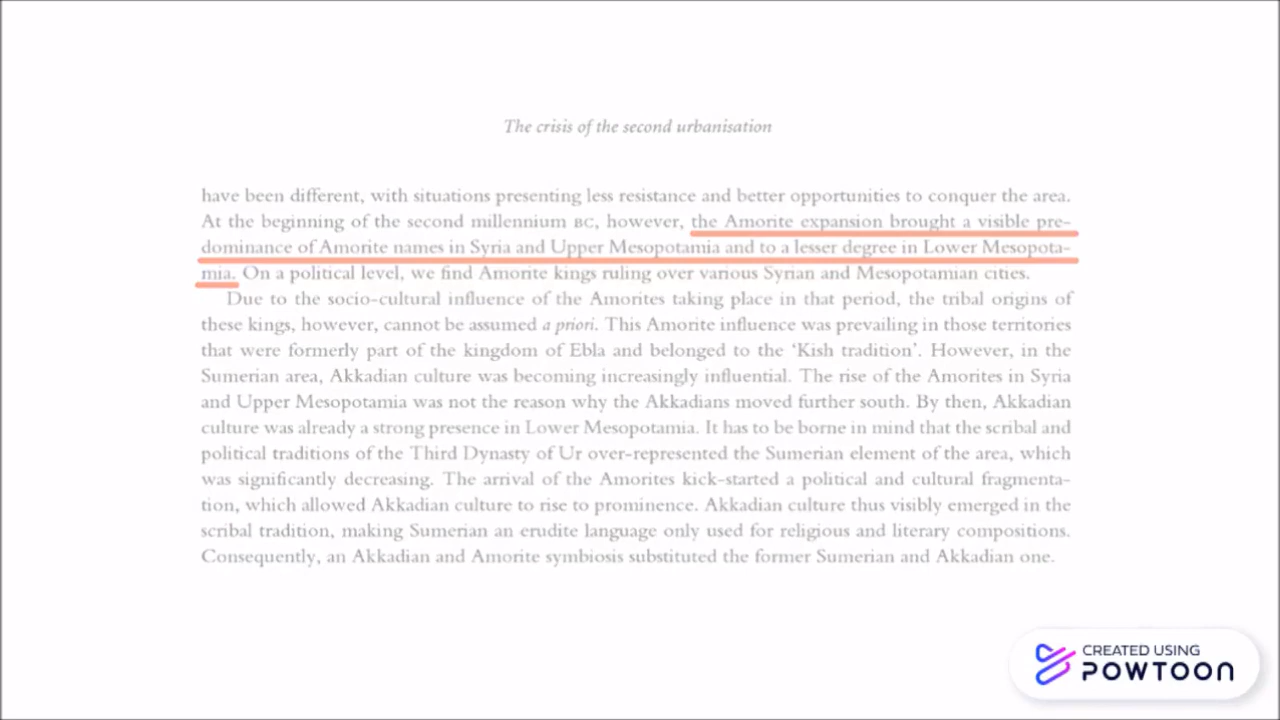 The crisis of the second urbanisation
have been different, with situations presenting less resistance and better opportunities to conquer the area.
At the beginning of the second millennium BC, however, the Amorite expansion brought a visible pre-
dominance of Amorite names in Syria and Upper Mesopotamia and to a lesser degree in Lower Mesopota-
mia. On a political level, we find Amorite kings ruling over various Syrian and Mesopotamian cities.
Due to the socio-cultural influence of the Amorites taking place in that period, the tribal origins of
these kings, however, cannot be assumed a priori. This Amorite influence was prevailing in those territories
that were formerly part of the kingdom of Ebla and belonged to the ‘Kish tradition’. However, in the
Sumerian area, Akkadian culture was becoming increasingly influential. The rise of the Amorites in Syria
and Upper Mesopotamia was not the reason why the Akkadians moved further south. By then, Akkadian
culture was already a strong presence in Lower Mesopotamia. It has to be borne in mind that the scribal and
political traditions of the Third Dynasty of Ur over-represented the Sumerian element of the area, which
was significantly decreasing. The arrival of the Amorites kick-started a political and cultural fragmenta-
tion, which allowed Akkadian culture to rise to prominence. Akkadian culture thus visibly emerged in the
scribal tradition, making Sumerian an erudite language only used for religious and literary compositions.
Consequently, an Akkadian and Amorite symbiosis substituted the former Sumerian and Akkadian one.
CREATED USING
POWTOON